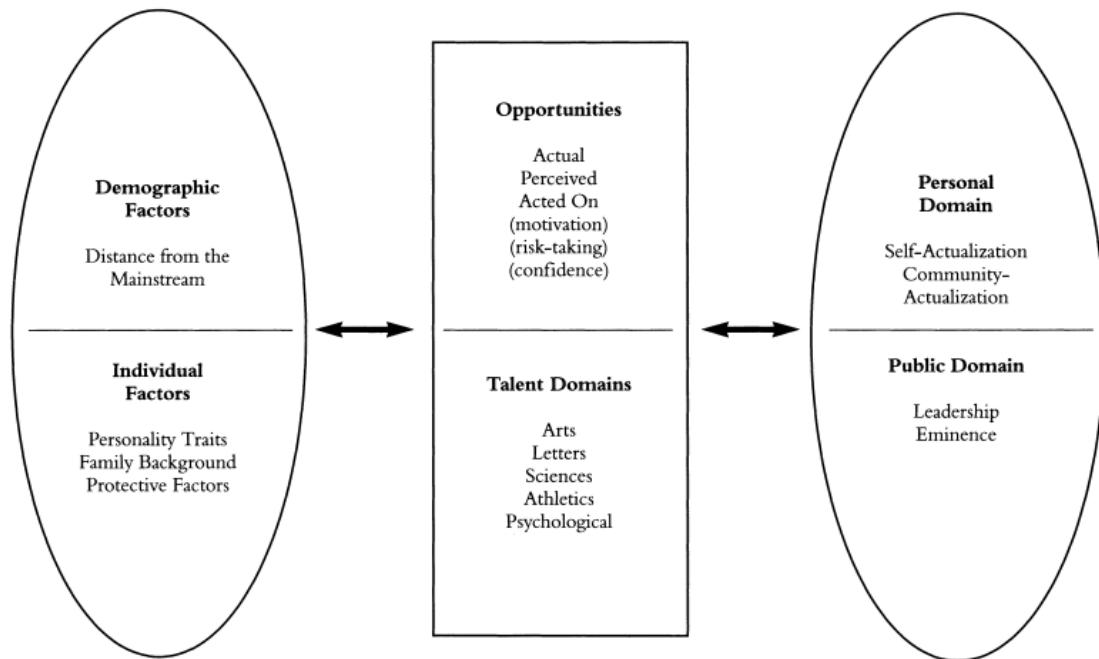 Demographic
Factors
Distance from the
Mainstream
Individual
Factors
Personality Traits
Family Background
Protective Factors
Opportunities
Actual
Perceived
Acted On
(motivation)
(risk-taking)
(confidence)
Talent Domains
Arts
Letters
Sciences
Athletics
Psychological
Personal
Domain
Self-Actualization
Community-
Actualization
Public Domain
Leadership
Eminence